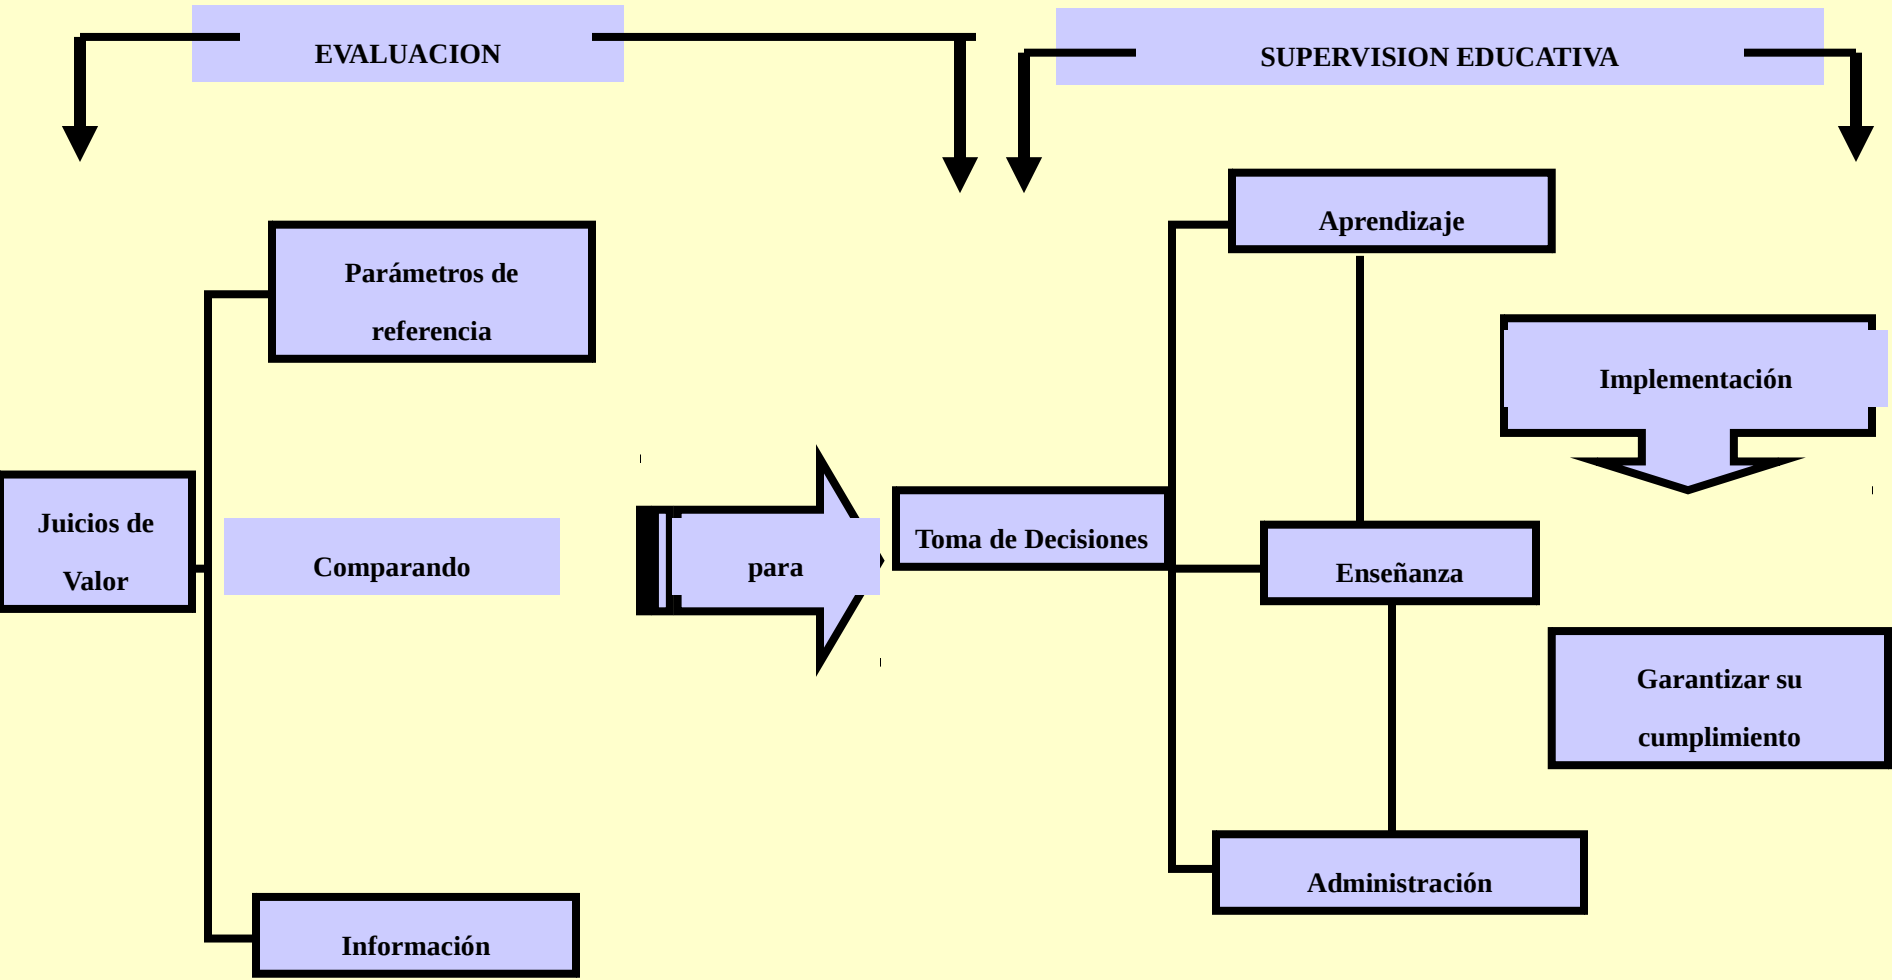 EVALUACION
SUPERVISION EDUCATIVA
Aprendizaje
Parámetros de
referencia
Implementación
Juicios de
Valor
Comparando
para
Toma de Decisiones
Enseñanza
Garantizar su
cumplimiento
Administración
Información